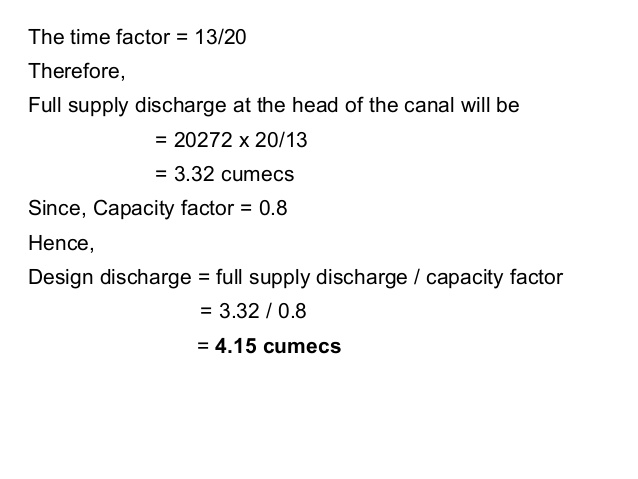 The time factor = 13/20
Therefore,
Full supply discharge at the head of the canal will be
= 20272 x 20/13
= 3.32 cumecs
Since, Capacity factor = 0.8
Hence,
Design discharge = full supply discharge / capacity factor
= 3.32 / 0.8
= 4.15 cumecs